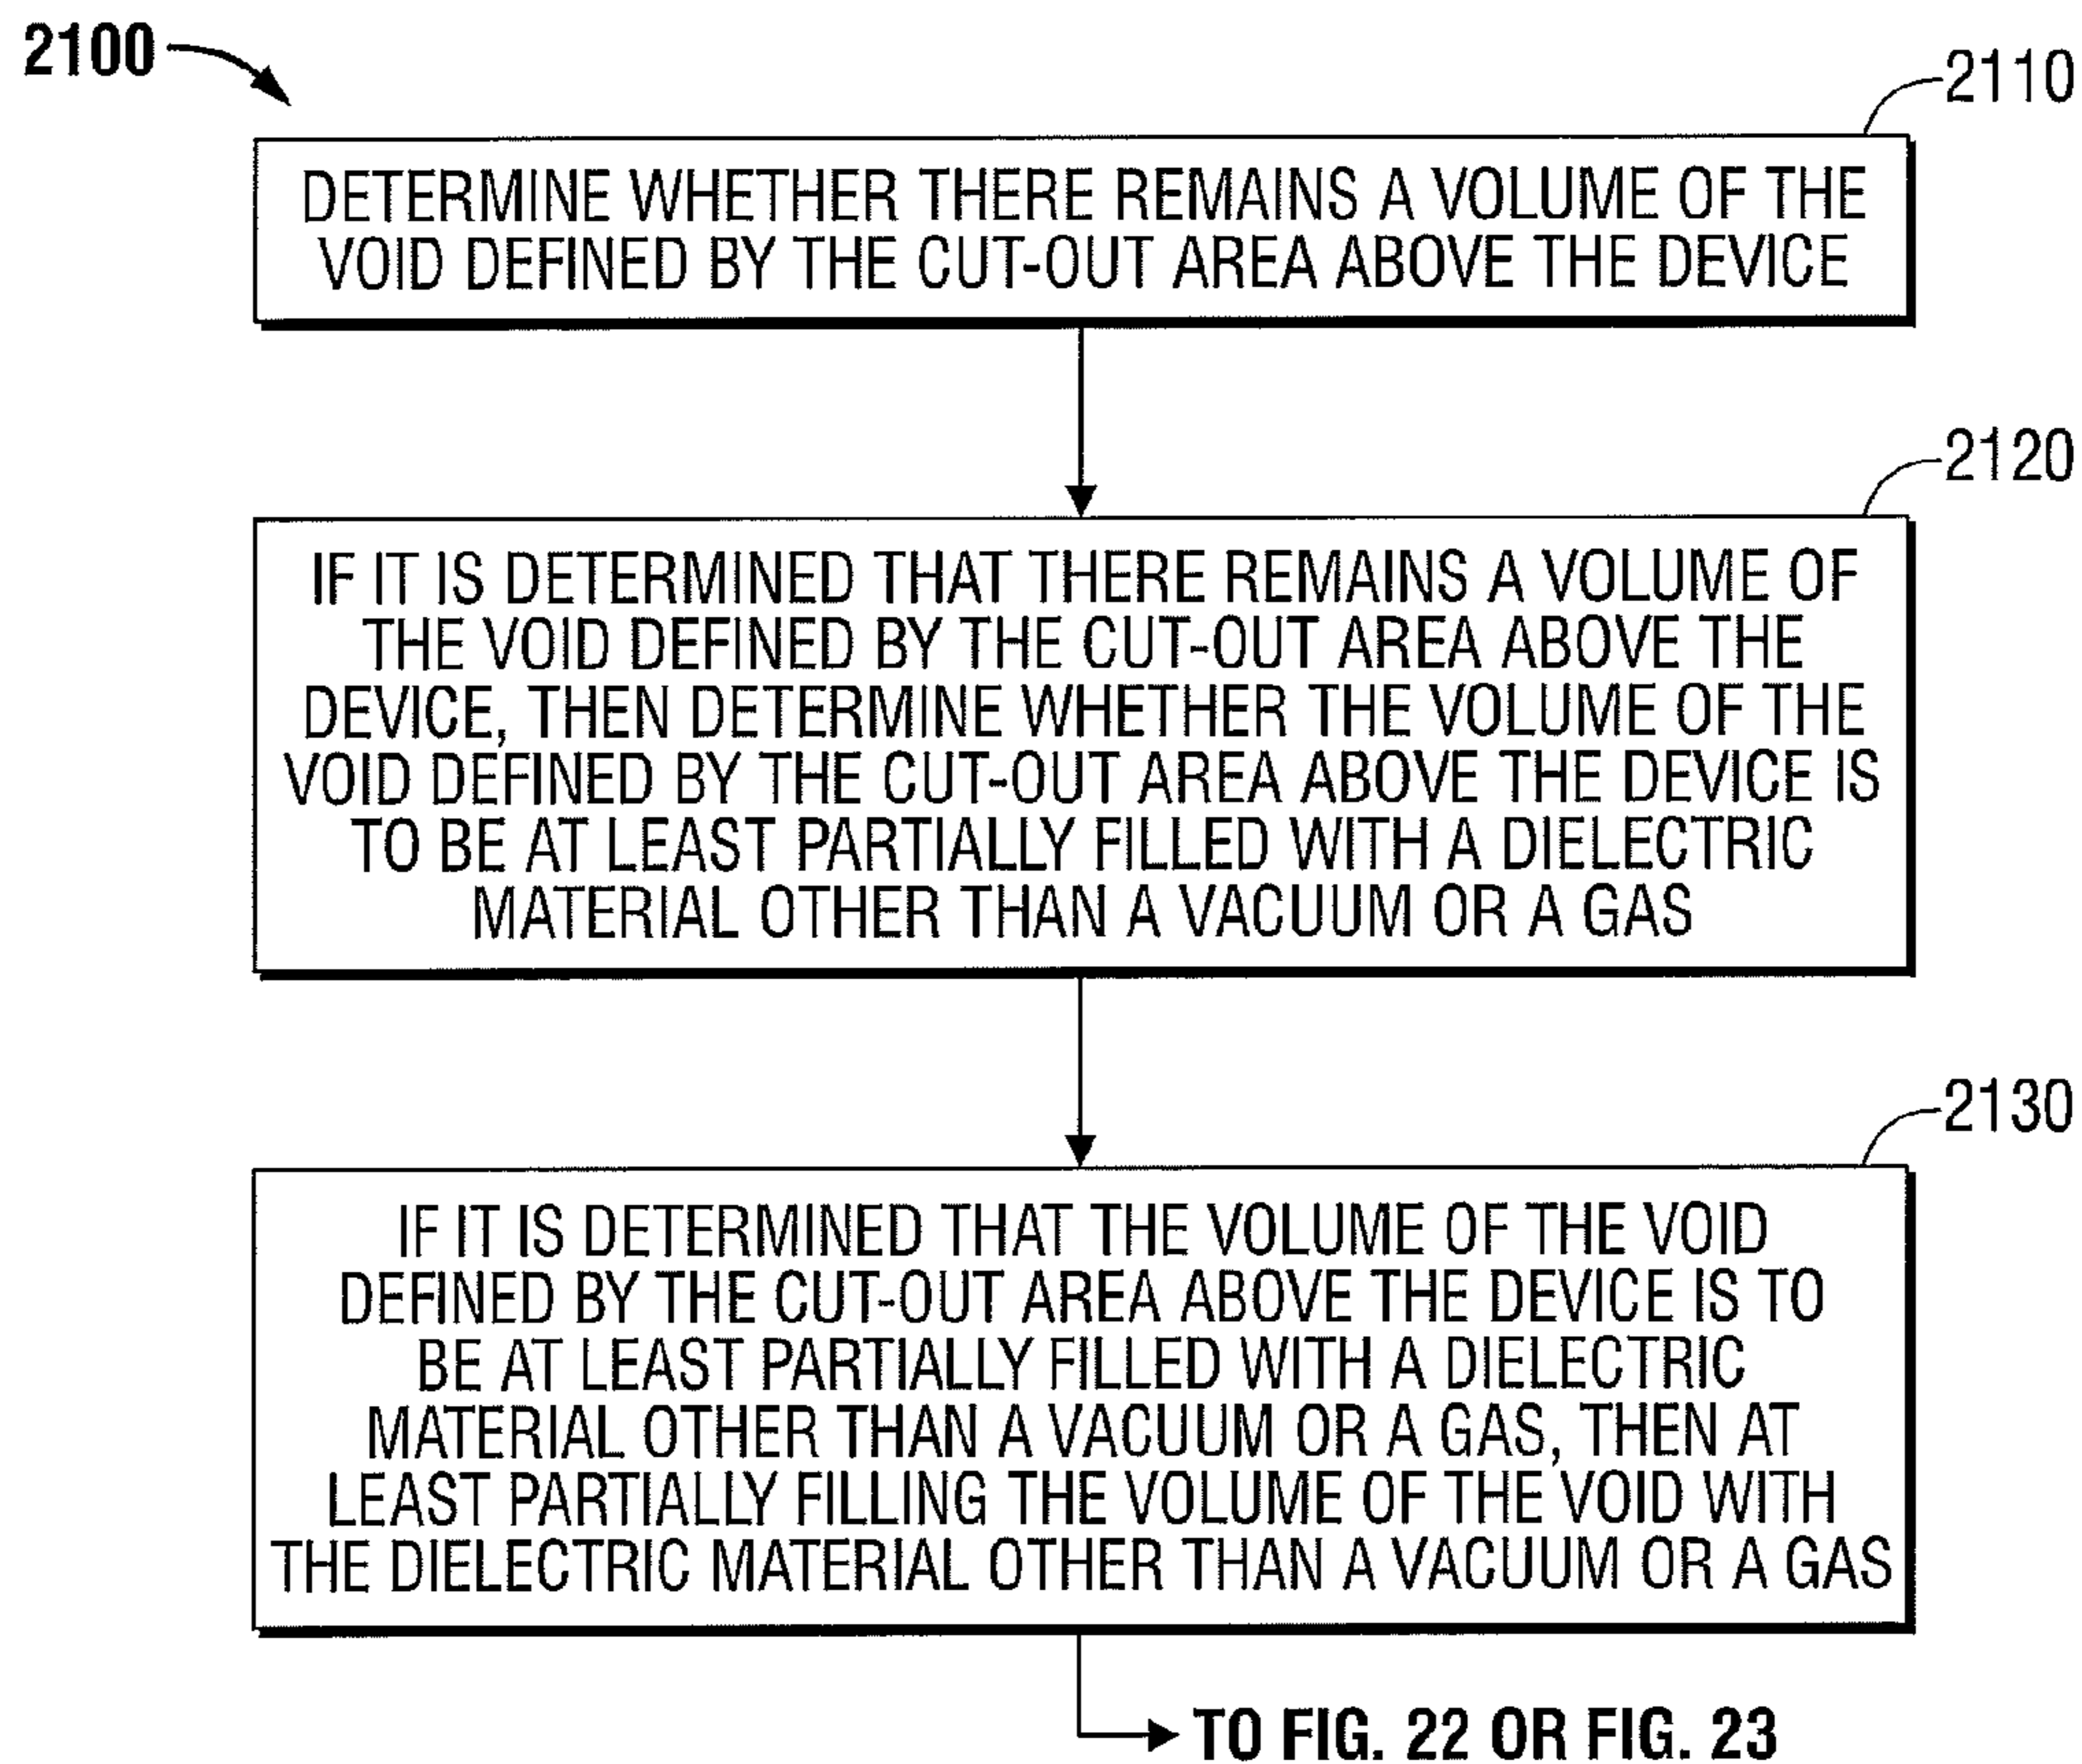 2100
2110
DETERMINE WHETHER THERE REMAINS A VOLUME OF THE
VOID DEFINED BY THE CUT-OUT AREA ABOVE THE DEVICE
2120
IF IT IS DETERMINED THAT THERE REMAINS A VOLUME OF
THE VOID DEFINED BY THE CUT-OUT AREA ABOVE THE
DEVICE, THEN DETERMINE WHETHER THE VOLUME OF THE
VOID DEFINED BY THE CUT-OUT AREA ABOVE THE DEVICE IS
TO BE AT LEAST PARTIALLY FILLED WITH A DIELECTRIC
MATERIAL OTHER THAN A VACUUM OR A GAS
2130
IF IT IS DETERMINED THAT THE VOLUME OF THE VOID
DEFINED BY THE CUT-OUT AREA ABOVE THE DEVICE IS TO
BE AT LEAST PARTIALLY FILLED WITH A DIELECTRIC
MATERIAL OTHER THAN A VACUUM OR A GAS, THEN AT
LEAST PARTIALLY FILLING THE VOLUME OF THE VOID WITH
THE DIELECTRIC MATERIAL OTHER THAN A VACUUM OR A GAS
TO FIG. 22 OR FIG. 23